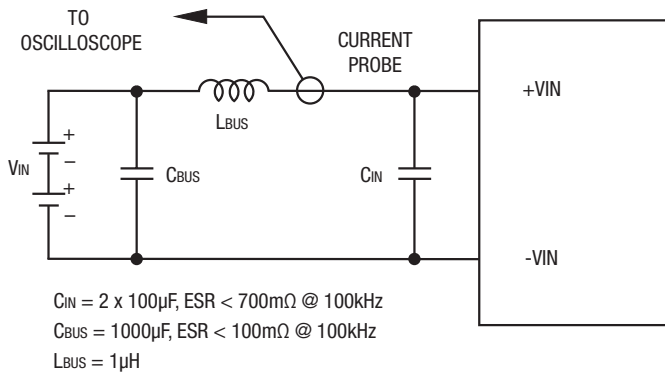 TO
OSCILLOSCOPE
CURRENT
PROBE
+VIN
LBUS
+
VIN
−
+
−
CBUS
CIN
-VIN
CIN = 2 x 100µF, ESR < 700mΩ @ 100kHz
CBUS = 1000µF, ESR < 100mΩ @ 100kHz
LBUS = 1µH